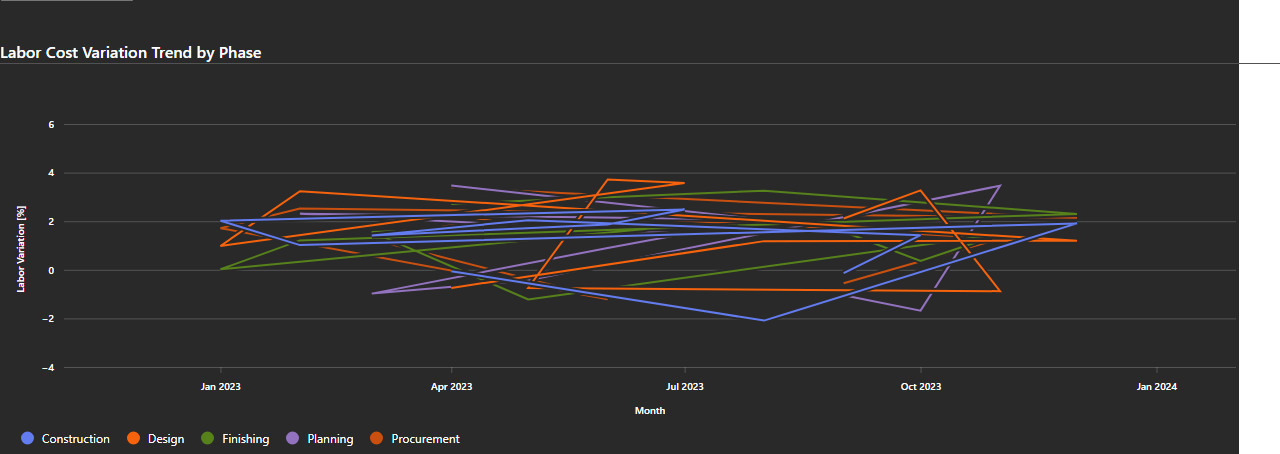 Labor Cost Variation Trend by Phase
Labor Variation [%]
6
4
2
0
−2
−4
Jan 2023
Apr 2023
Jul 2023
Oct 2023
Jan 2024
Month
Construction
Design
Finishing
Planning
Procurement